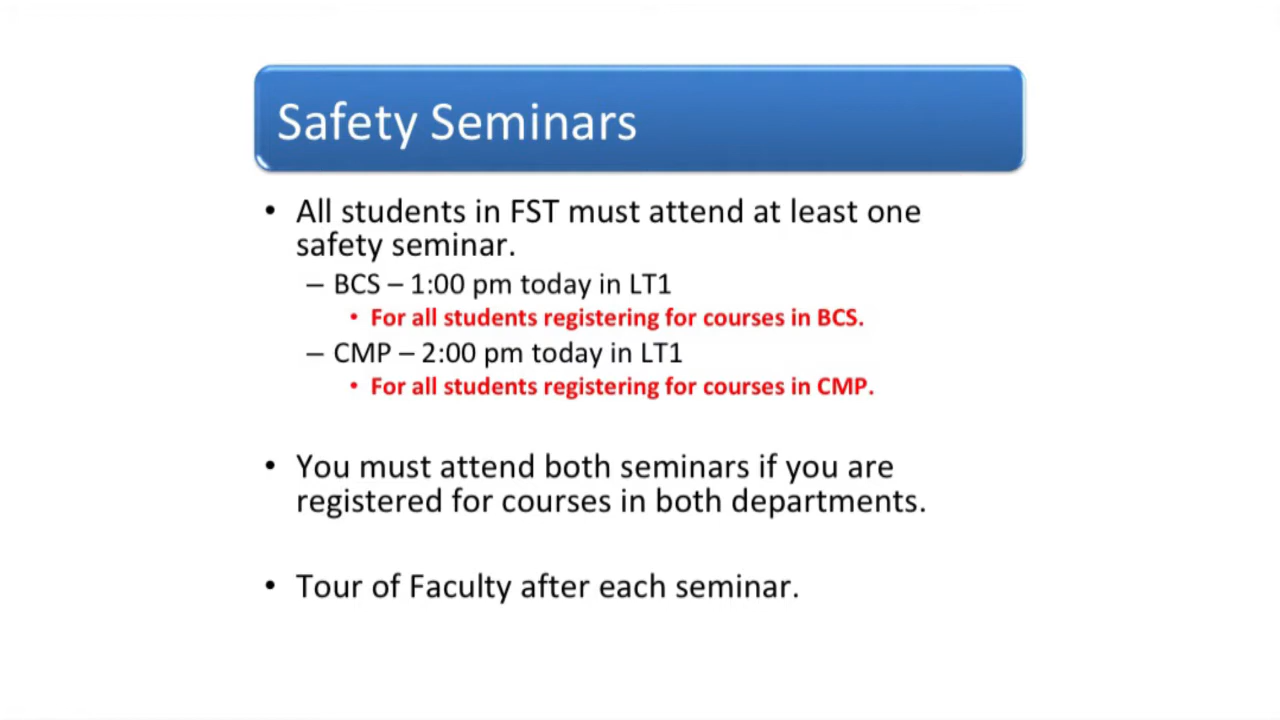 Safety Seminars
• All students in FST must attend at least one
safety seminar.
– BCS – 1:00 pm today in LT1
• For all students registering for courses in BCS.
– CMP – 2:00 pm today in LT1
• For all students registering for courses in CMP.
• You must attend both seminars if you are
registered for courses in both departments.
• Tour of Faculty after each seminar.